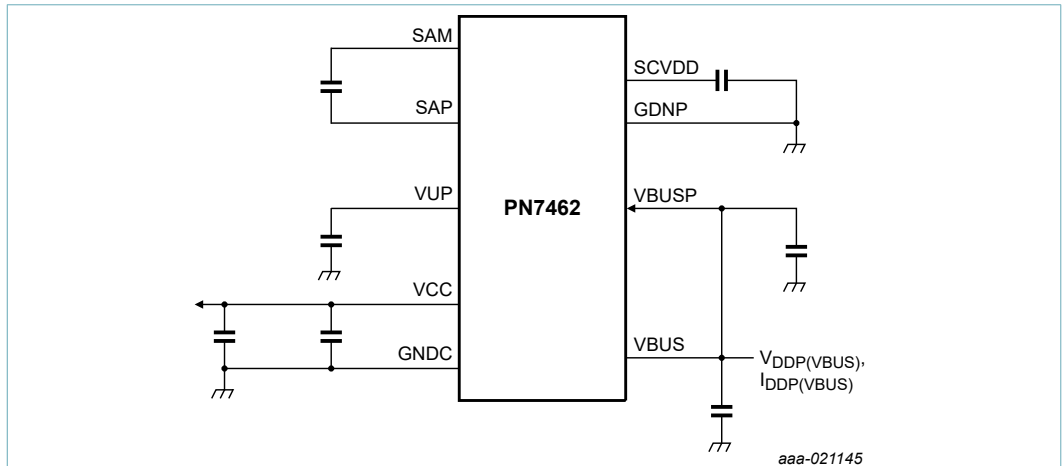 SAM
SAP
VUP
VCC
GNDC
PN7462
SCVDD
GDNP
VBUSP
VBUS
VDDP(VBUS),
IDDP(VBUS)
aaa-021145